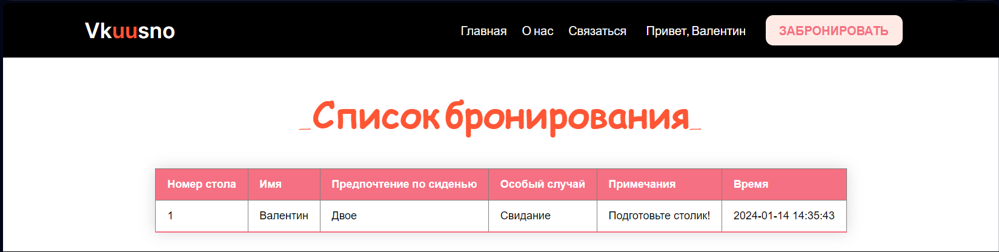 Vkuusno Главная О нас Связаться Привет, Валентин ЗАБРОНИРОВАТЬ
_Список бронирования_
Номер стола Имя Предпочтение по сиденью Особый случай Примечания Время
1 Валентин Двое Свидание Подготовьте столик! 2024-01-14 14:35:43